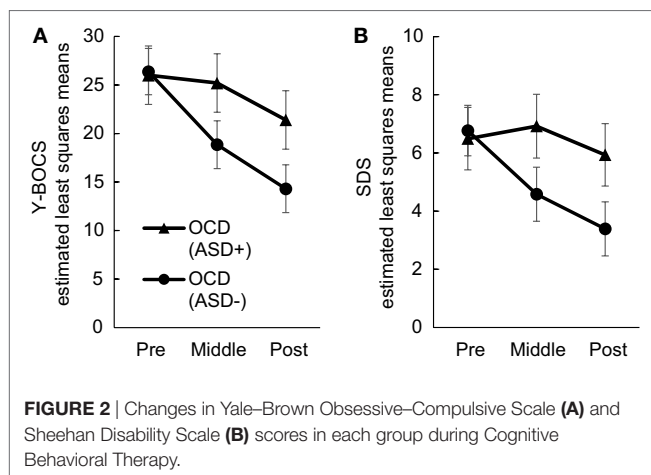 A
Y-BOCS
estimated least squares means
30
25
20
15
10
5
0
OCD
(ASD+)
OCD
(ASD-)
Pre Middle Post
B
SDS
estimated least squares means
10
8
6
4
2
0
Pre Middle Post
FIGURE 2 | Changes in Yale–Brown Obsessive–Compulsive Scale (A) and
Sheehan Disability Scale (B) scores in each group during Cognitive
Behavioral Therapy.